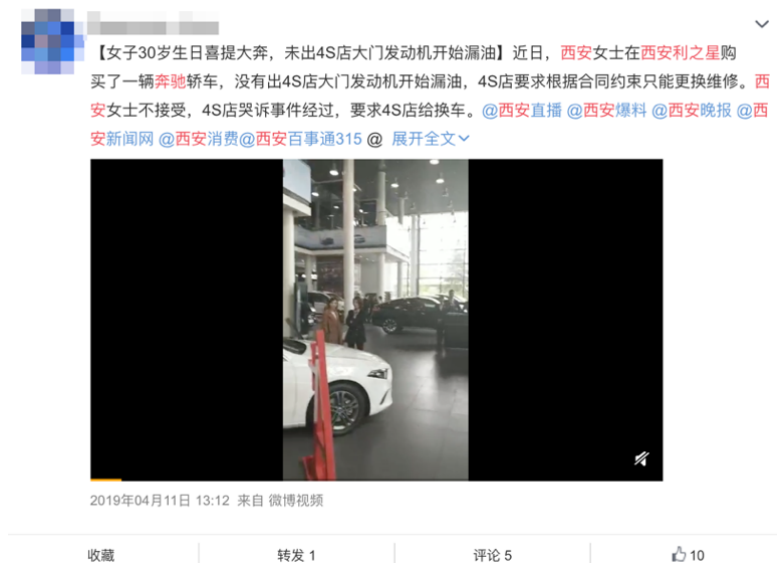 【女子30岁生日喜提大奔，未出4S店大门发动机开始漏油】近日，西安女士在西安利之星购
买了一辆奔驰轿车，没有出4S店大门发动机开始漏油，4S店要求根据合同约束只能更换维修。西
安女士不接受，4S店哭诉事件经过，要求4S店给换车。@西安直播 @西安爆料 @西安晚报 @西
安新闻网 @西安消费@西安百事通315 @ 展开全文
2019年04月11日 13:12 来自 微博视频
收藏 转发 1 评论 5 10